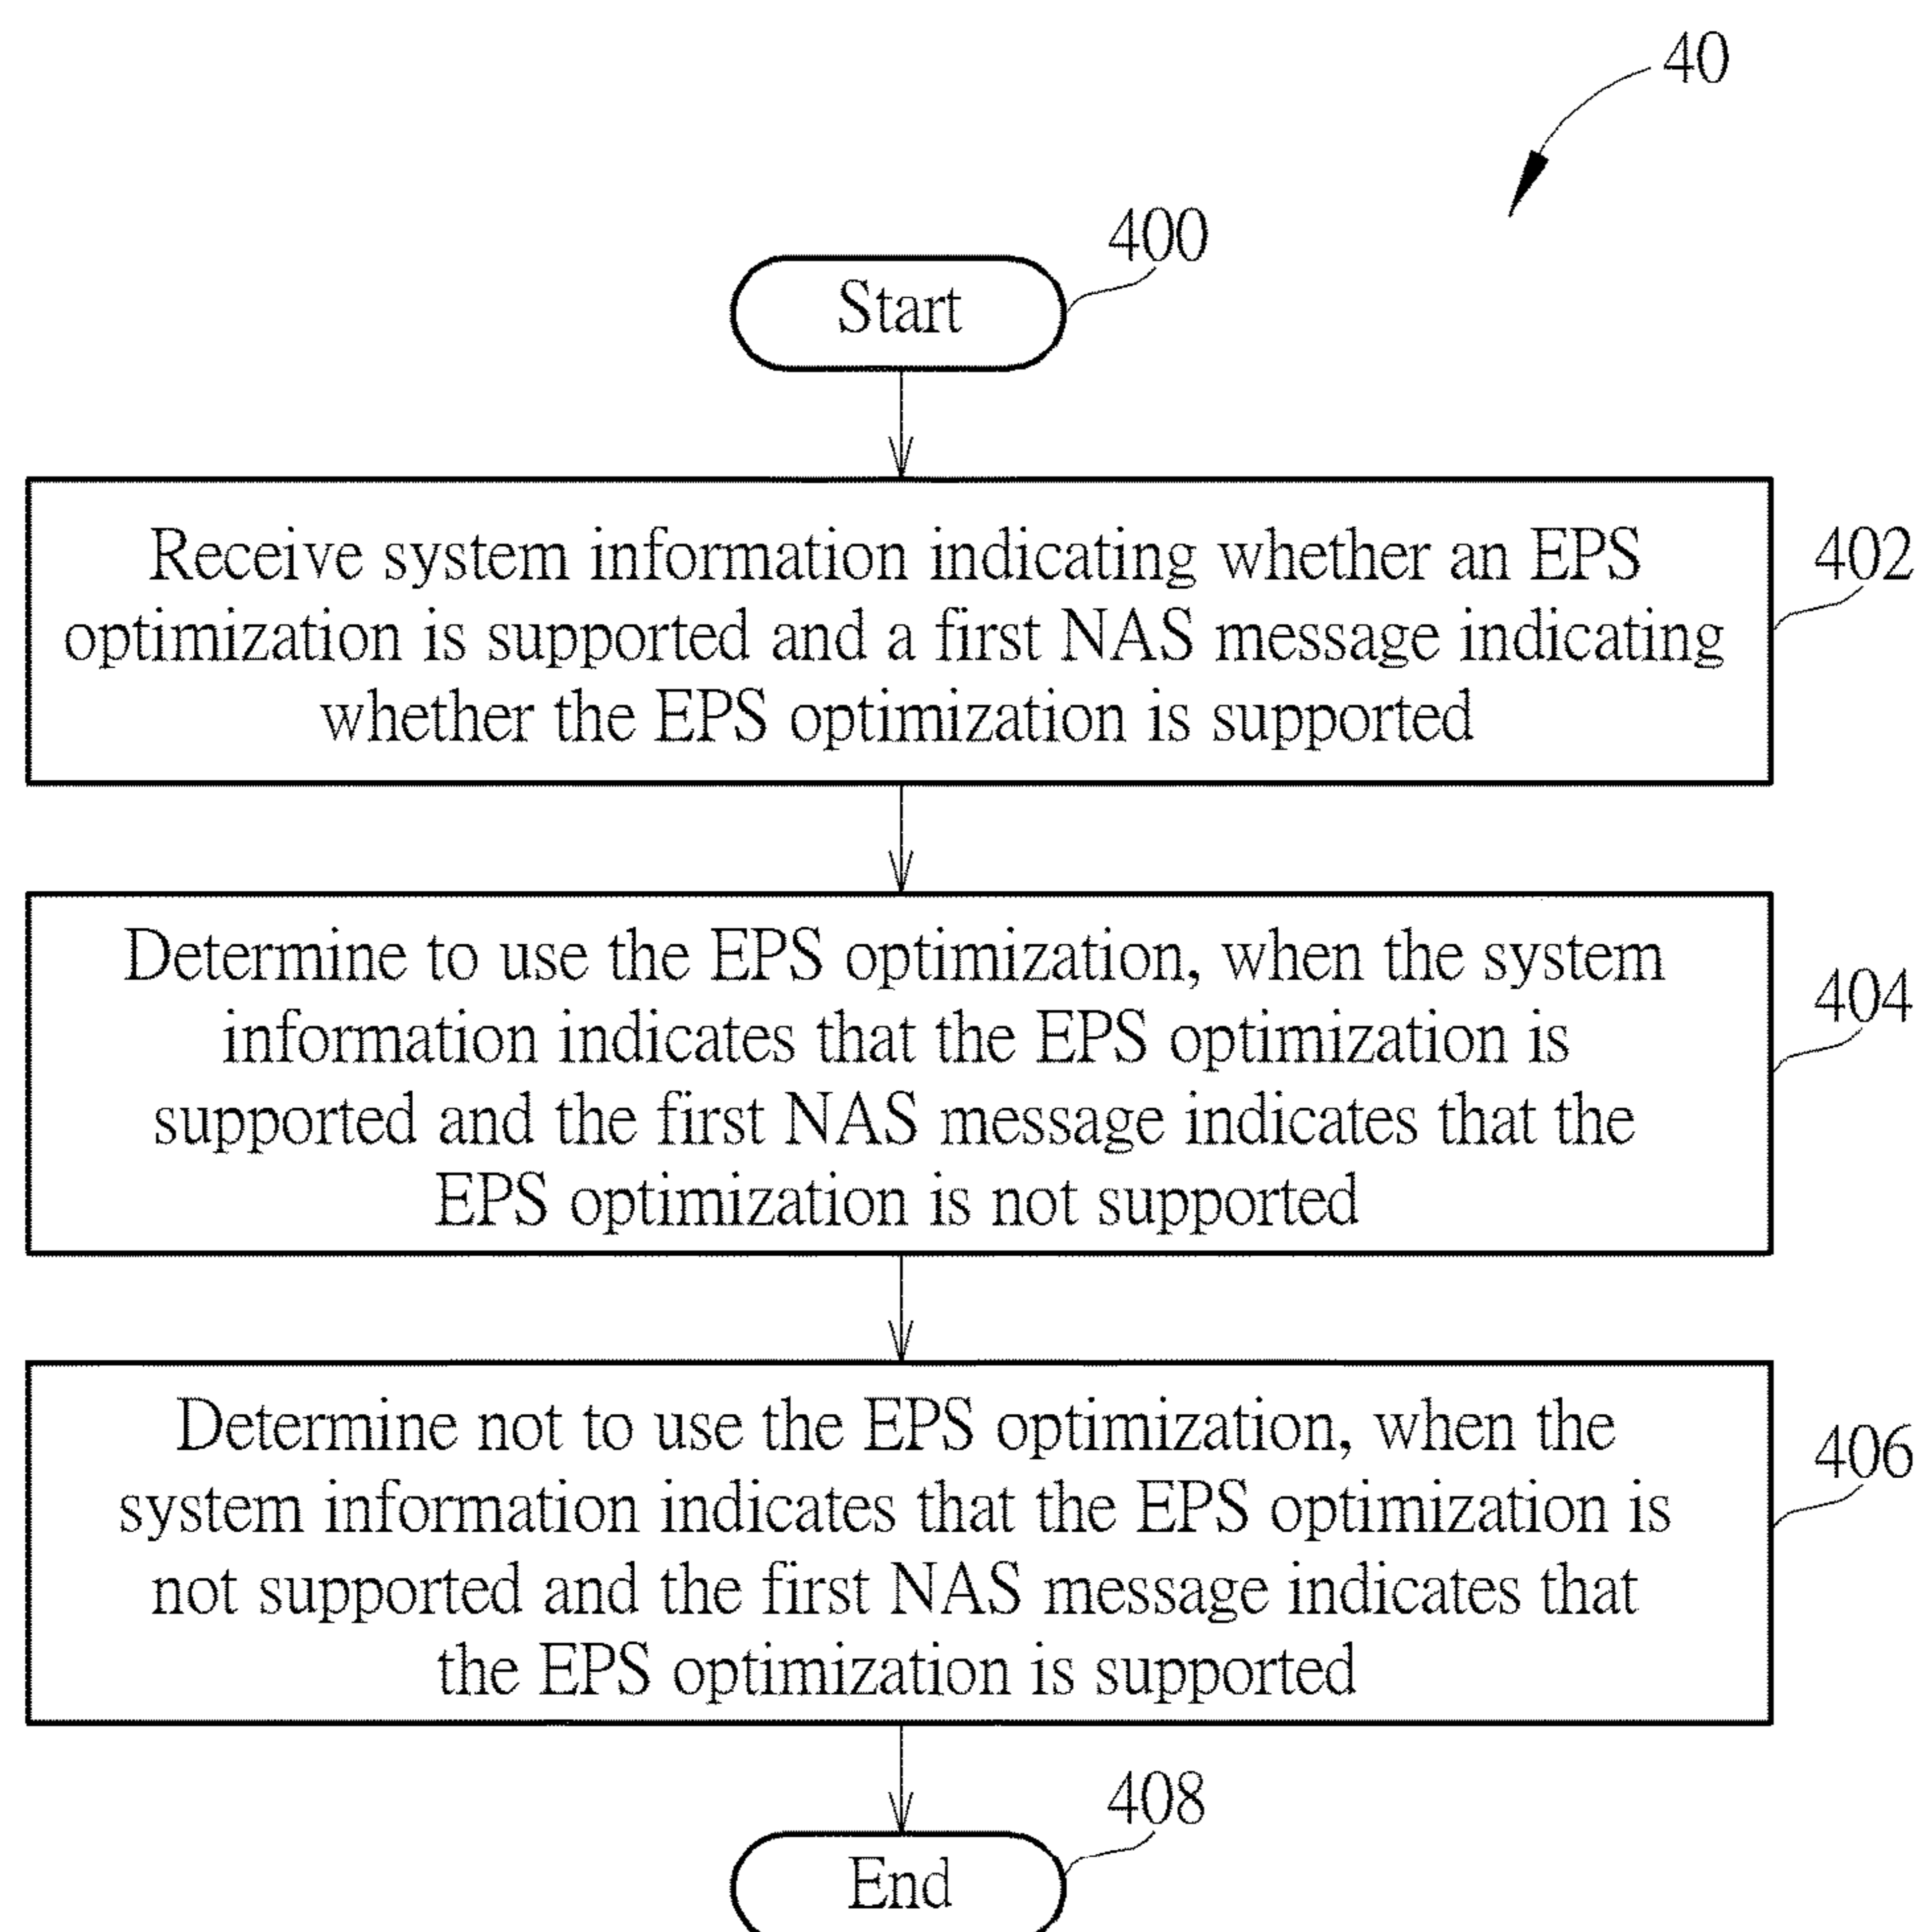 40
400
Start
Receive system information indicating whether an EPS
optimization is supported and a first NAS message indicating
whether the EPS optimization is supported
402
Determine to use the EPS optimization, when the system
information indicates that the EPS optimization is
supported and the first NAS message indicates that the
EPS optimization is not supported
404
Determine not to use the EPS optimization, when the
system information indicates that the EPS optimization is
not supported and the first NAS message indicates that
the EPS optimization is supported
406
408
End